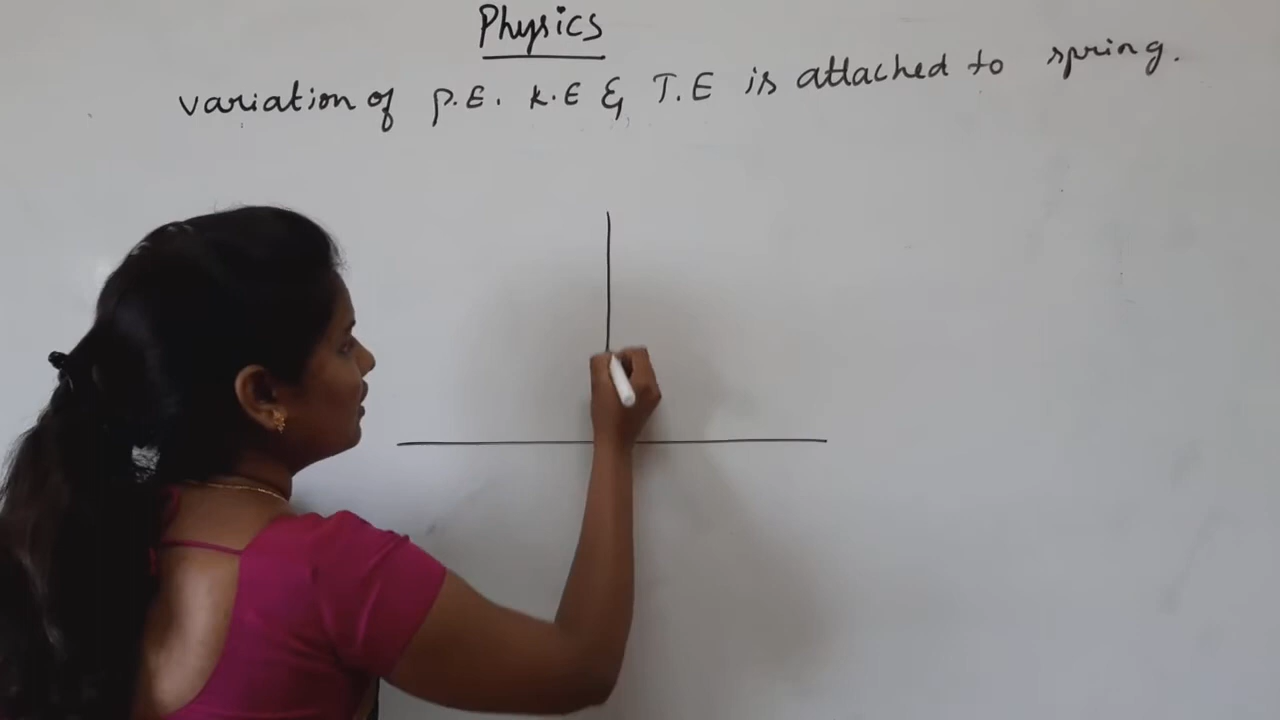 Physics
variation of P.E. K.E & T.E is attached to spring.